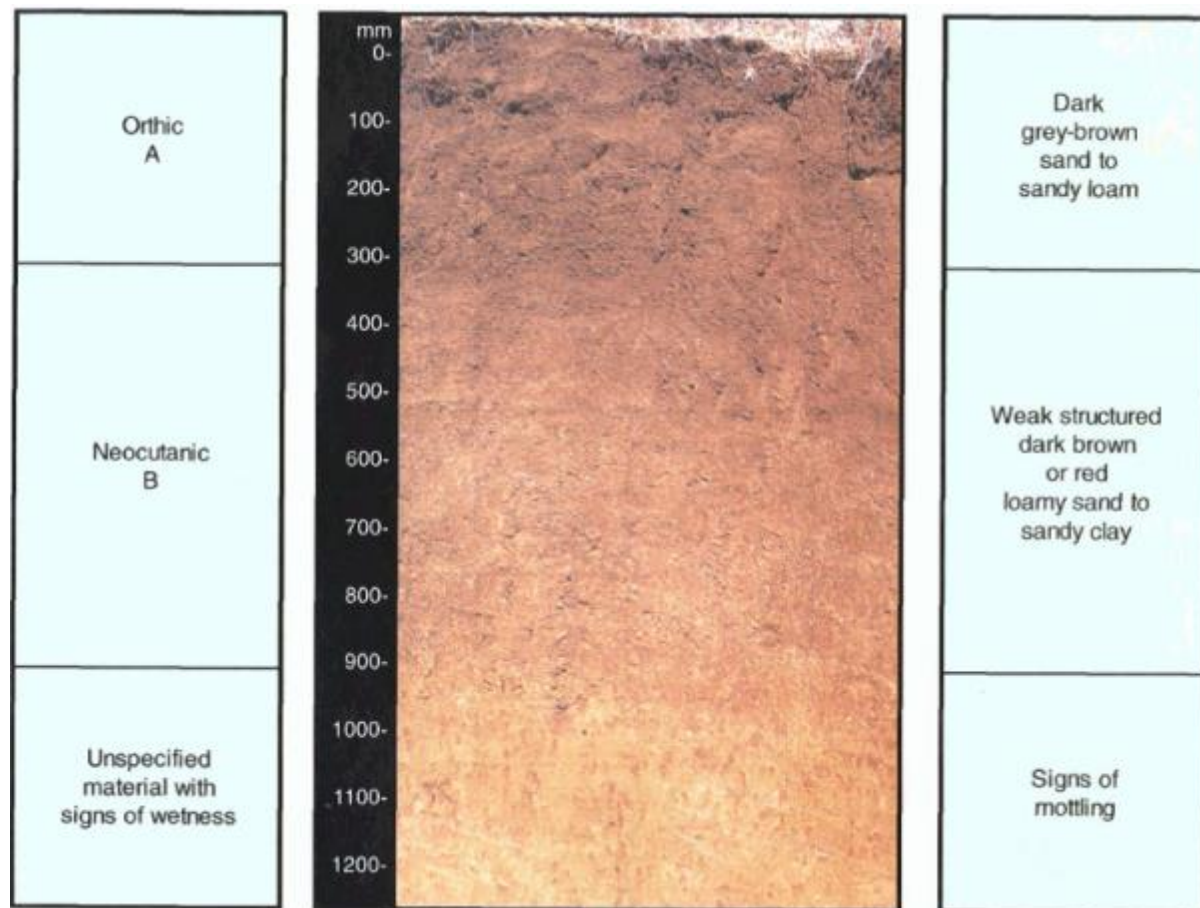 Orthic
A
Neocutanic
B
Unspecified
material with
signs of wetness
mm
0-
100-
200-
300-
400-
500-
600-
700-
800-
900-
1000-
1100-
1200-
Dark
grey-brown
sand to
sandy loam
Weak structured
dark brown
or red
loamy sand to
sandy clay
Signs of
mottling